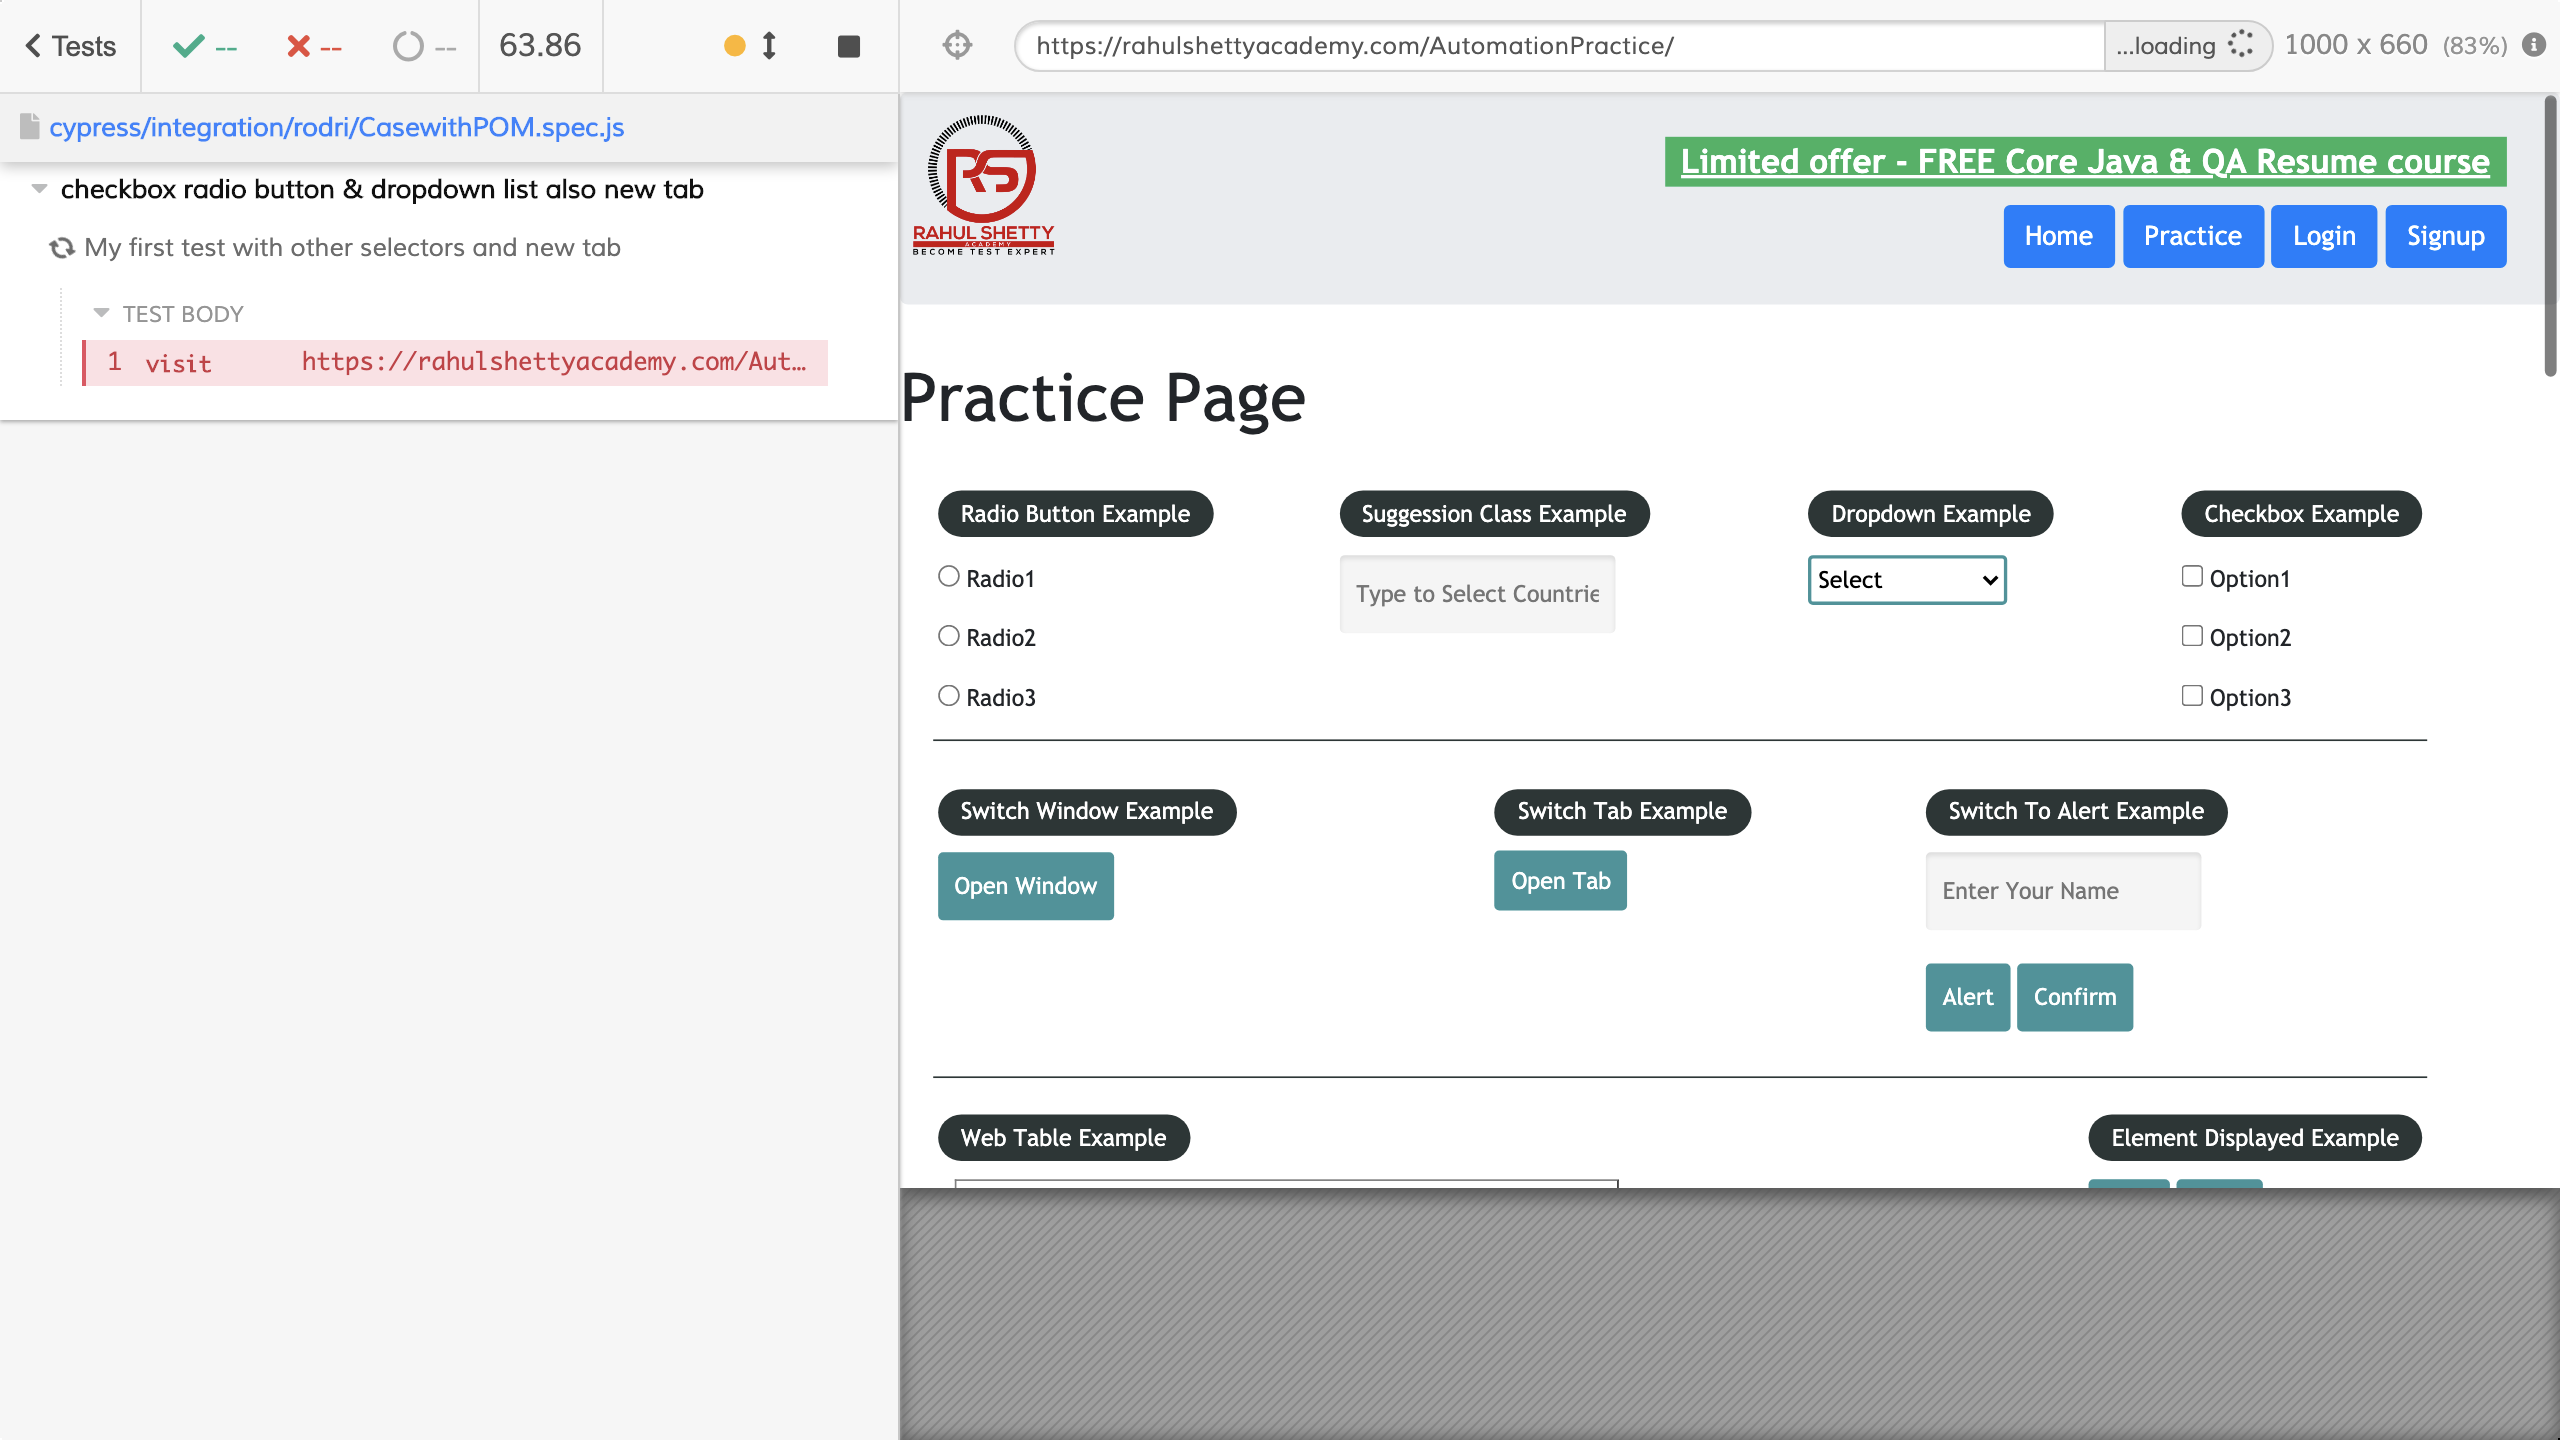 Tests
--
--
--
63.86
https://rahulshettyacademy.com/AutomationPractice/
...loading
1000 x 660 (83%)
cypress/integration/rodri/CasewithPOM.spec.js
checkbox radio button & dropdown list also new tab
My first test with other selectors and new tab
TEST BODY
1 visit https://rahulshettyacademy.com/Aut...
RS
RAHUL SHETTY
ACADEMY
BECOME TEST EXPERT
Limited offer - FREE Core Java & QA Resume course
Home Practice Login Signup
Practice Page
Radio Button Example
Radio1
Radio2
Radio3
Suggession Class Example
Type to Select Countrie
Dropdown Example
Select
Checkbox Example
Option1
Option2
Option3
Switch Window Example
Open Window
Switch Tab Example
Open Tab
Switch To Alert Example
Enter Your Name
Alert Confirm
Web Table Example
Element Displayed Example